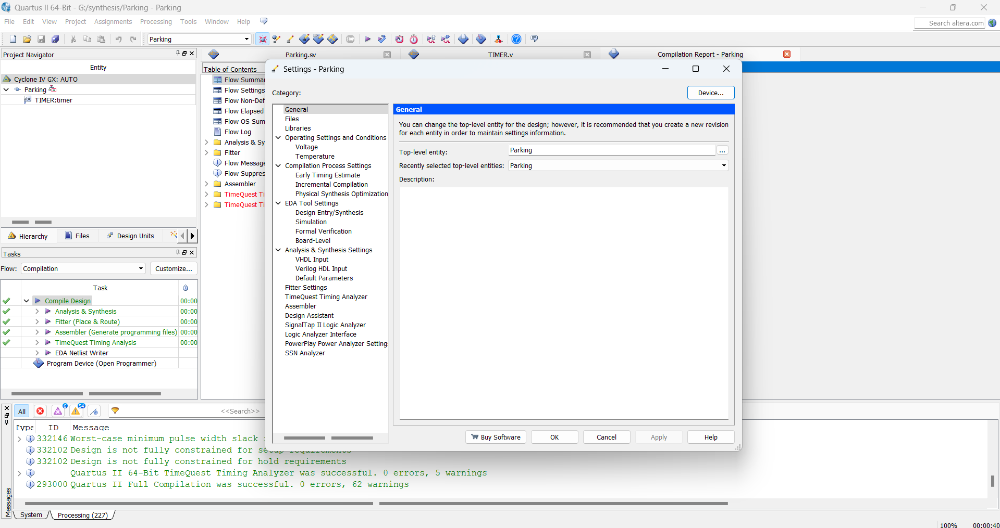 Quartus II 64-Bit - G:/synthesis/Parking - Parking
File Edit View Project Assignments Processing Tools Window Help
Search altera.com
Parking
STOP
Project Navigator
Entity
Cyclone IV GX: AUTO
Parking
abc TIMER:timer
Hierarchy Files Design Units
Tasks
Flow: Compilation Customize...
Task
Compile Design 00:00
Analysis & Synthesis 00:00
Fitter (Place & Route) 00:00
Assembler (Generate programming files) 00:00
TimeQuest Timing Analysis 00:00
EDA Netlist Writer
Program Device (Open Programmer)
Parking.sv TIMER.v Compilation Report - Parking
Table of Contents
Flow Summar
Flow Settings
Flow Non-Def
Flow Elapsed
Flow OS Sum
Flow Log
Analysis & Sy
Fitter
Flow Message
Flow Suppres
Assembler
TimeQuest Ti
TimeQuest Ti
Settings - Parking
Category:
Device...
General
Files
Libraries
Operating Settings and Conditions
Voltage
Temperature
Compilation Process Settings
Early Timing Estimate
Incremental Compilation
Physical Synthesis Optimization
EDA Tool Settings
Design Entry/Synthesis
Simulation
Formal Verification
Board-Level
Analysis & Synthesis Settings
VHDL Input
Verilog HDL Input
Default Parameters
Fitter Settings
TimeQuest Timing Analyzer
Assembler
Design Assistant
SignalTap II Logic Analyzer
Logic Analyzer Interface
PowerPlay Power Analyzer Settings
SSN Analyzer
General
You can change the top-level entity for the design; however, it is recommended that you create a new revision
for each entity in order to maintain settings information.
Top-level entity: Parking ...
Recently selected top-level entities: Parking
Description:
Buy Software OK Cancel Apply Help
All 6 54 <<Search>>
Type ID Message
332146 Worst-case minimum pulse width slack
332102 Design is not fully constrained for setup requirements
332102 Design is not fully constrained for hold requirements
Quartus II 64-Bit TimeQuest Timing Analyzer was successful. 0 errors, 5 warnings
293000 Quartus II Full Compilation was successful. 0 errors, 62 warnings
Messages
System Processing (227)
100% 00:00:40